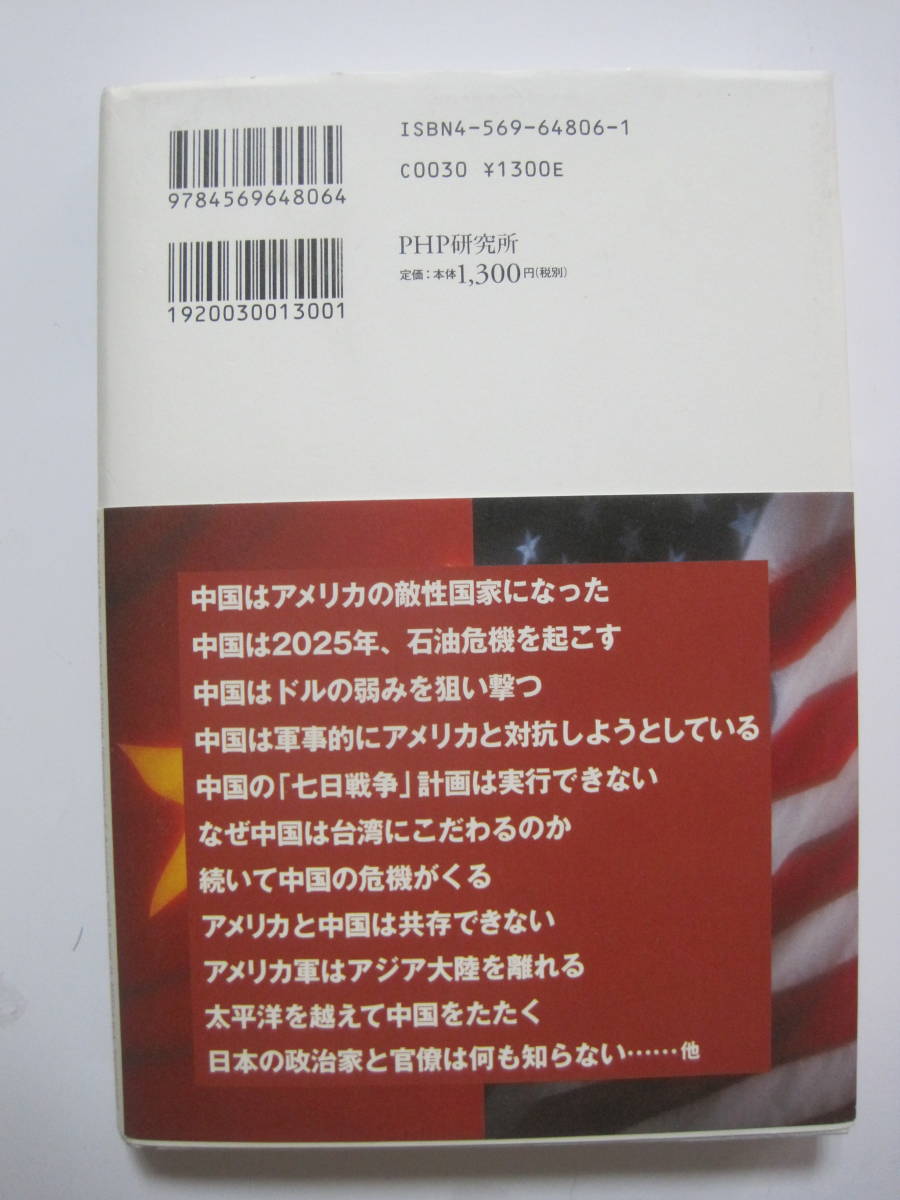 ISBN4-569-64806-1
C0030 ¥1300E
9784569648064
PHP研究所
定価：本体1,300円(税別)
1920030013001
中国はアメリカの敵性国家になった
中国は2025年、石油危機を起こす
中国はドルの弱みを狙い撃つ
中国は軍事的にアメリカと対抗しようとしている
中国の「七日戦争」計画は実行できない
なぜ中国は台湾にこだわるのか
続いて中国の危機がくる
アメリカと中国は共存できない
アメリカ軍はアジア大陸を離れる
太平洋を越えて中国をたたく
日本の政治家と官僚は何も知らない……他